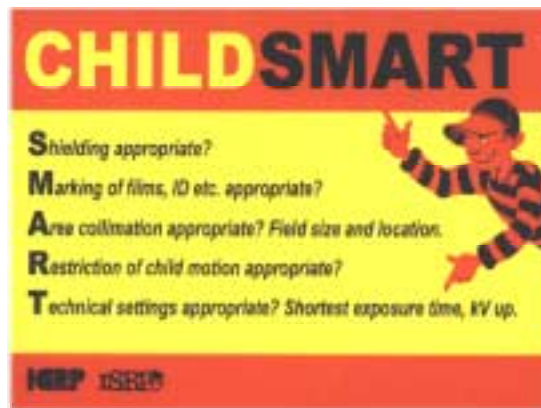 CHILDSMART
Shielding appropriate?
Marking of films, ID etc. appropriate?
Area collimation appropriate? Field size and location.
Restriction of child motion appropriate?
Technical settings appropriate? Shortest exposure time, kV up.